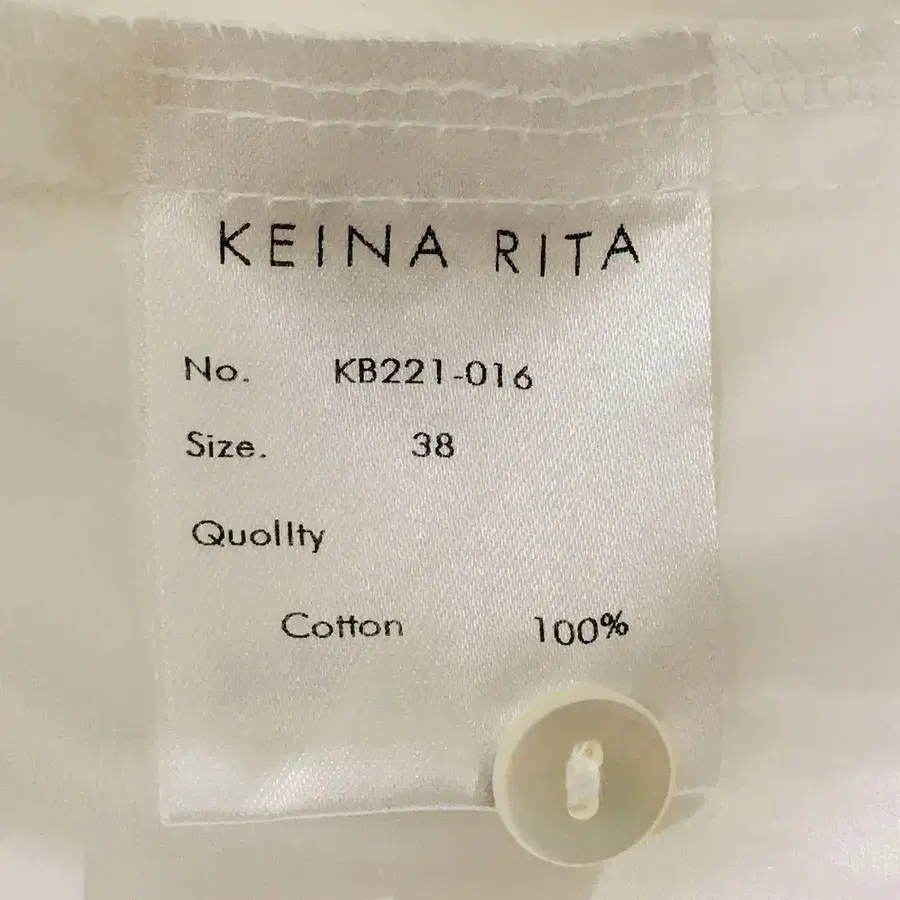 KEINA RITA
No. KB221-016
Size. 38
Quollty
Cotton 100%